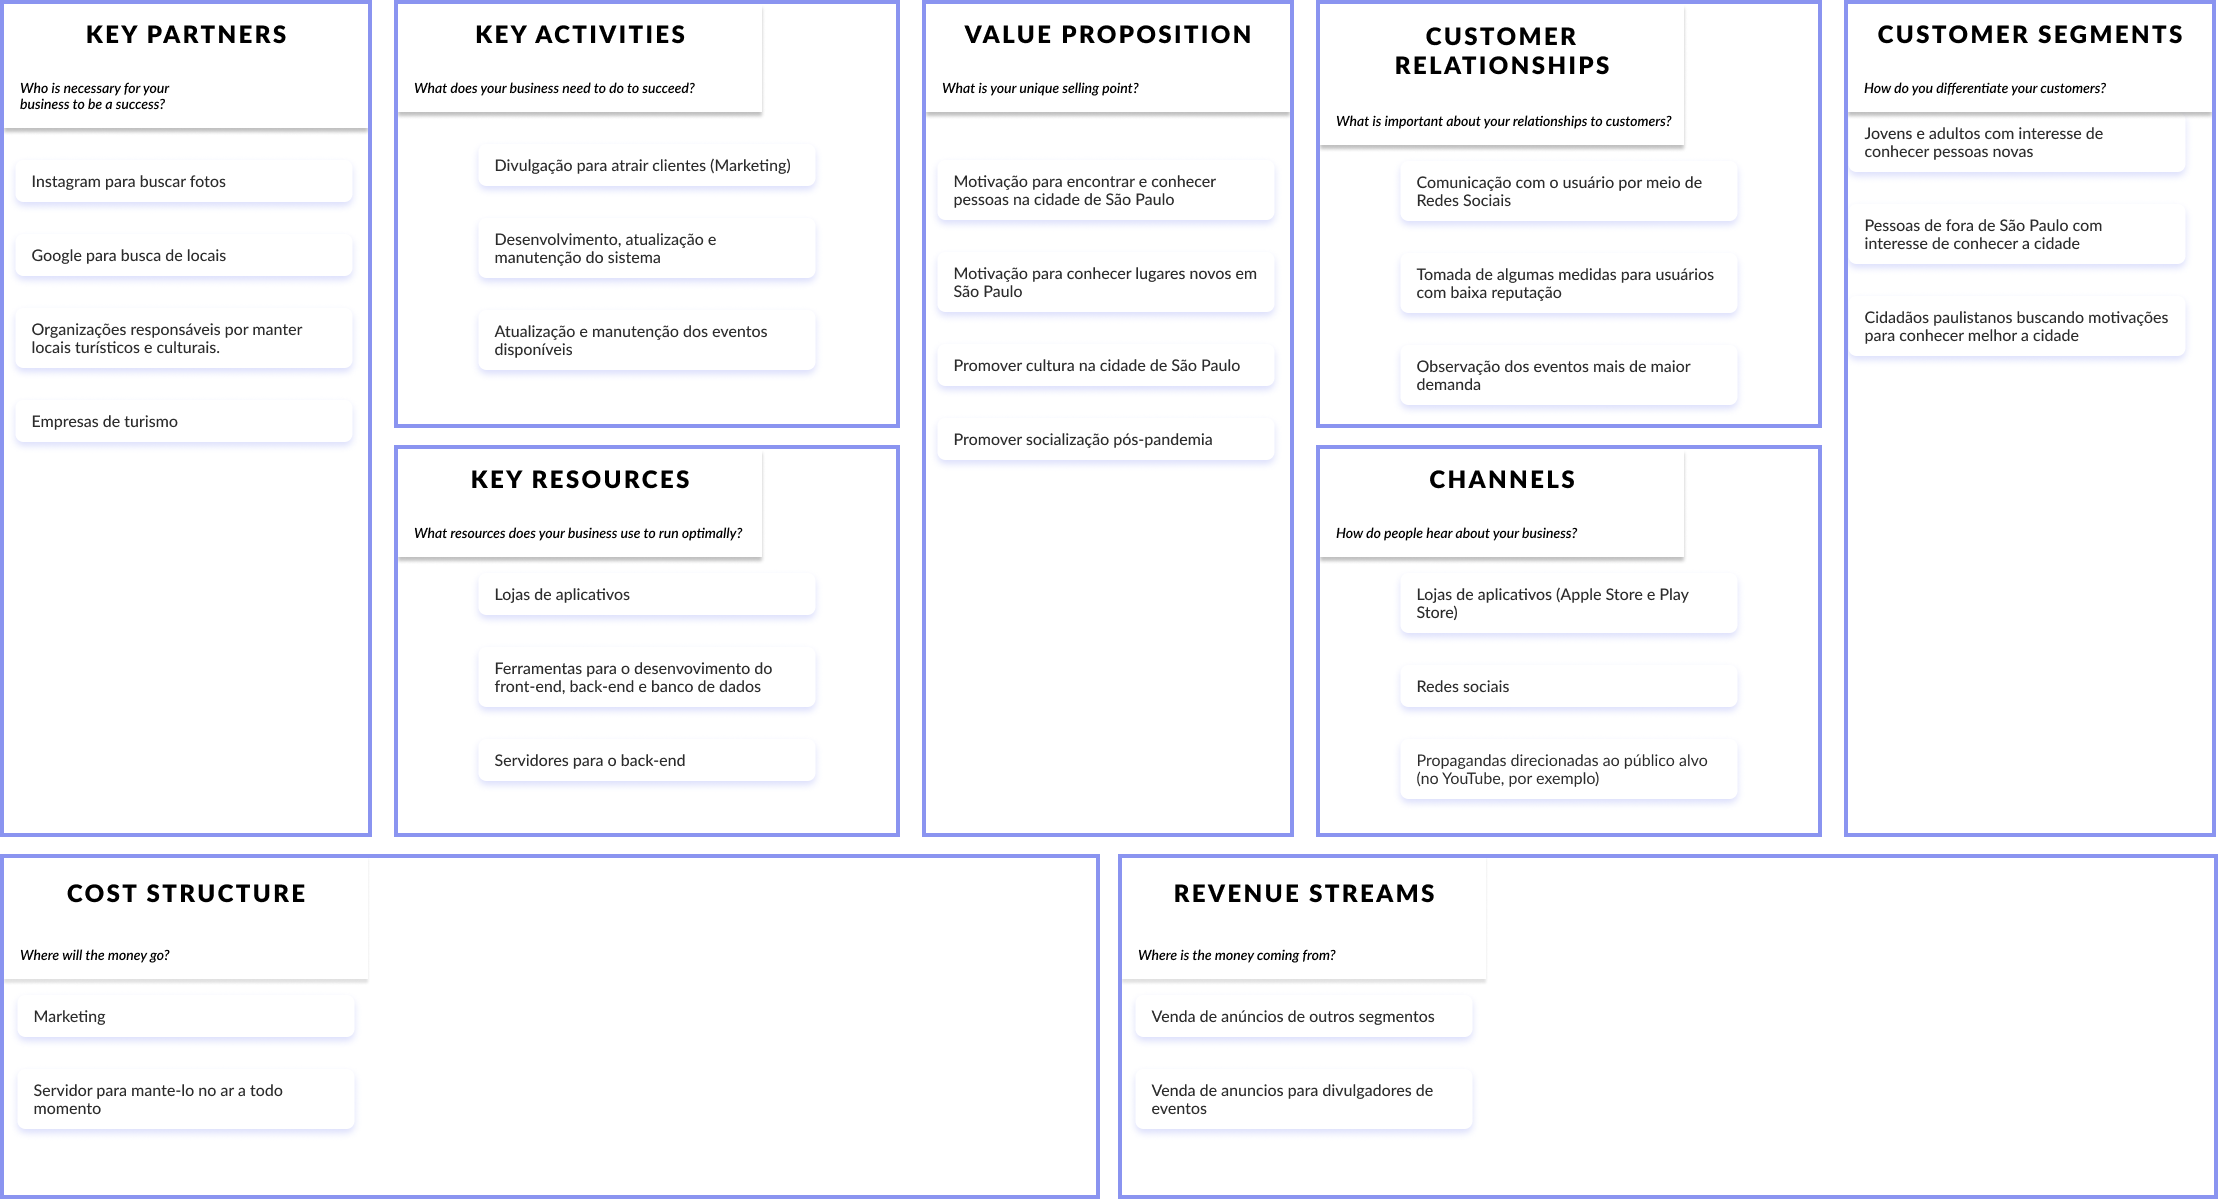 KEY PARTNERS
Who is necessary for your
business to be a success?
Instagram para buscar fotos
Google para busca de locais
Organizações responsáveis por manter
locais turísticos e culturais.
Empresas de turismo
KEY ACTIVITIES
What does your business need to do to succeed?
Divulgação para atrair clientes (Marketing)
Desenvolvimento, atualização e
manutenção do sistema
Atualização e manutenção dos eventos
disponíveis
KEY RESOURCES
What resources does your business use to run optimally?
Lojas de aplicativos
Ferramentas para o desenvovimento do
front-end, back-end e banco de dados
Servidores para o back-end
VALUE PROPOSITION
What is your unique selling point?
Motivação para encontrar e conhecer
pessoas na cidade de São Paulo
Motivação para conhecer lugares novos em
São Paulo
Promover cultura na cidade de São Paulo
Promover socialização pós-pandemia
CUSTOMER
RELATIONSHIPS
What is important about your relationships to customers?
Comunicação com o usuário por meio de
Redes Sociais
Tomada de algumas medidas para usuários
com baixa reputação
Observação dos eventos mais de maior
demanda
CHANNELS
How do people hear about your business?
Lojas de aplicativos (Apple Store e Play
Store)
Redes sociais
Propagandas direcionadas ao público alvo
(no YouTube, por exemplo)
CUSTOMER SEGMENTS
How do you differentiate your customers?
Jovens e adultos com interesse de
conhecer pessoas novas
Pessoas de fora de São Paulo com
interesse de conhecer a cidade
Cidadãos paulistanos buscando motivações
para conhecer melhor a cidade
COST STRUCTURE
Where will the money go?
Marketing
Servidor para mante-lo no ar a todo
momento
REVENUE STREAMS
Where is the money coming from?
Venda de anúncios de outros segmentos
Venda de anuncios para divulgadores de
eventos